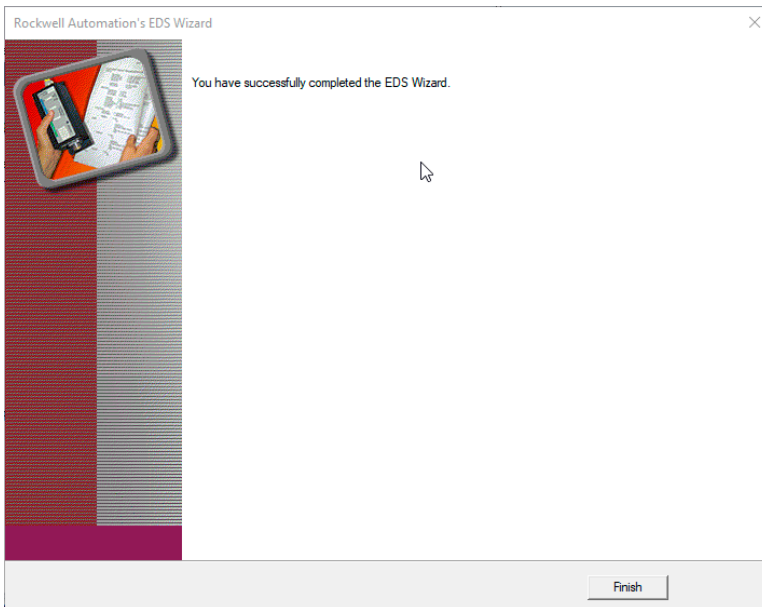 Rockwell Automation's EDS Wizard
You have successfully completed the EDS Wizard.
Finish